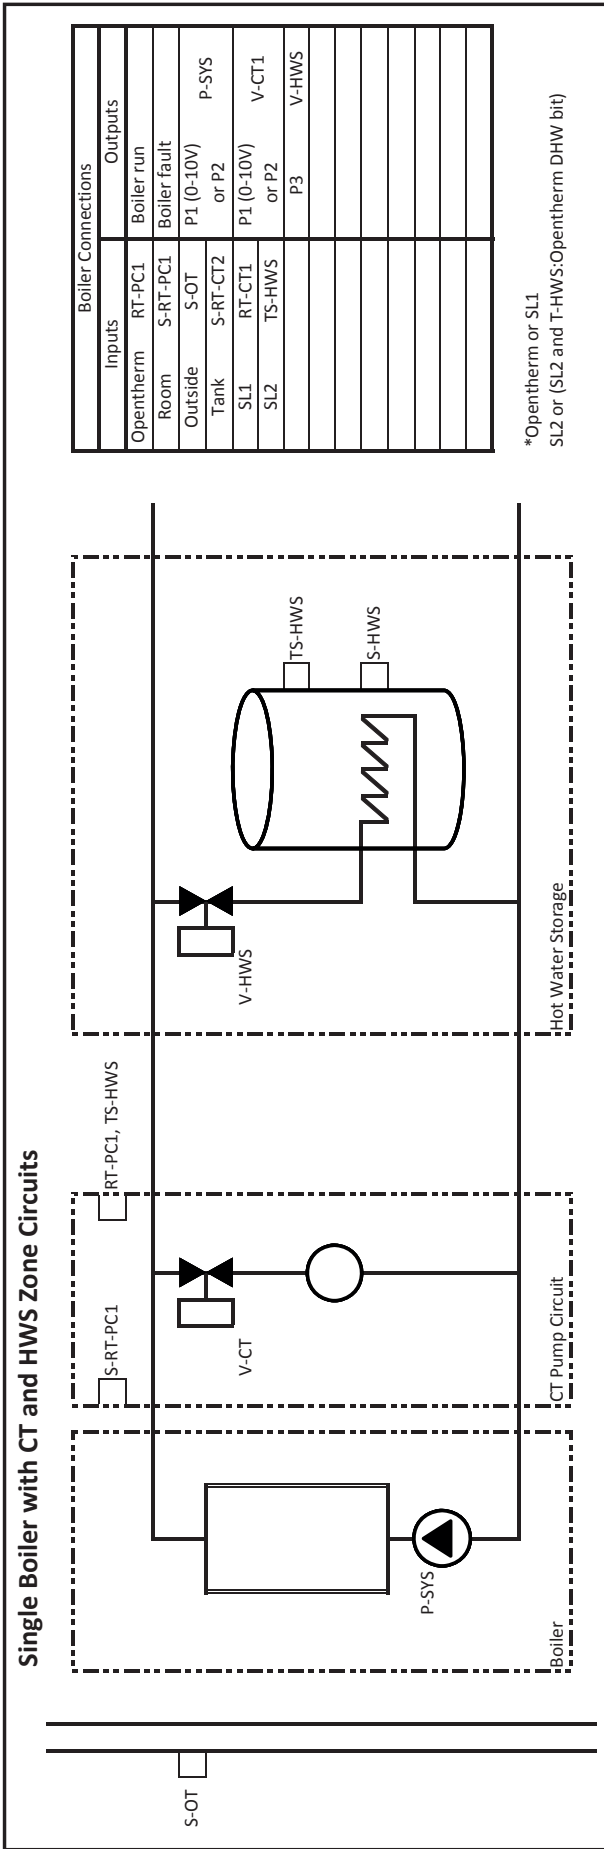 Single Boiler with CT and HWS Zone Circuits
S-OT
Boiler
P-SYS
S-RT-PC1
V-CT
CT Pump Circuit
RT-PC1, TS-HWS
V-HWS
TS-HWS
S-HWS
Hot Water Storage
Boiler Connections
Inputs Outputs
Opentherm RT-PC1 Boiler run
Room S-RT-PC1 Boiler fault
Outside S-OT P1 (0-10V)
P-SYS
Tank S-RT-CT2 or P2
SL1 RT-CT1 P1 (0-10V)
V-CT1
SL2 TS-HWS or P2
P3 V-HWS
*Opentherm or SL1
SL2 or (SL2 and T-HWS:Opentherm DHW bit)